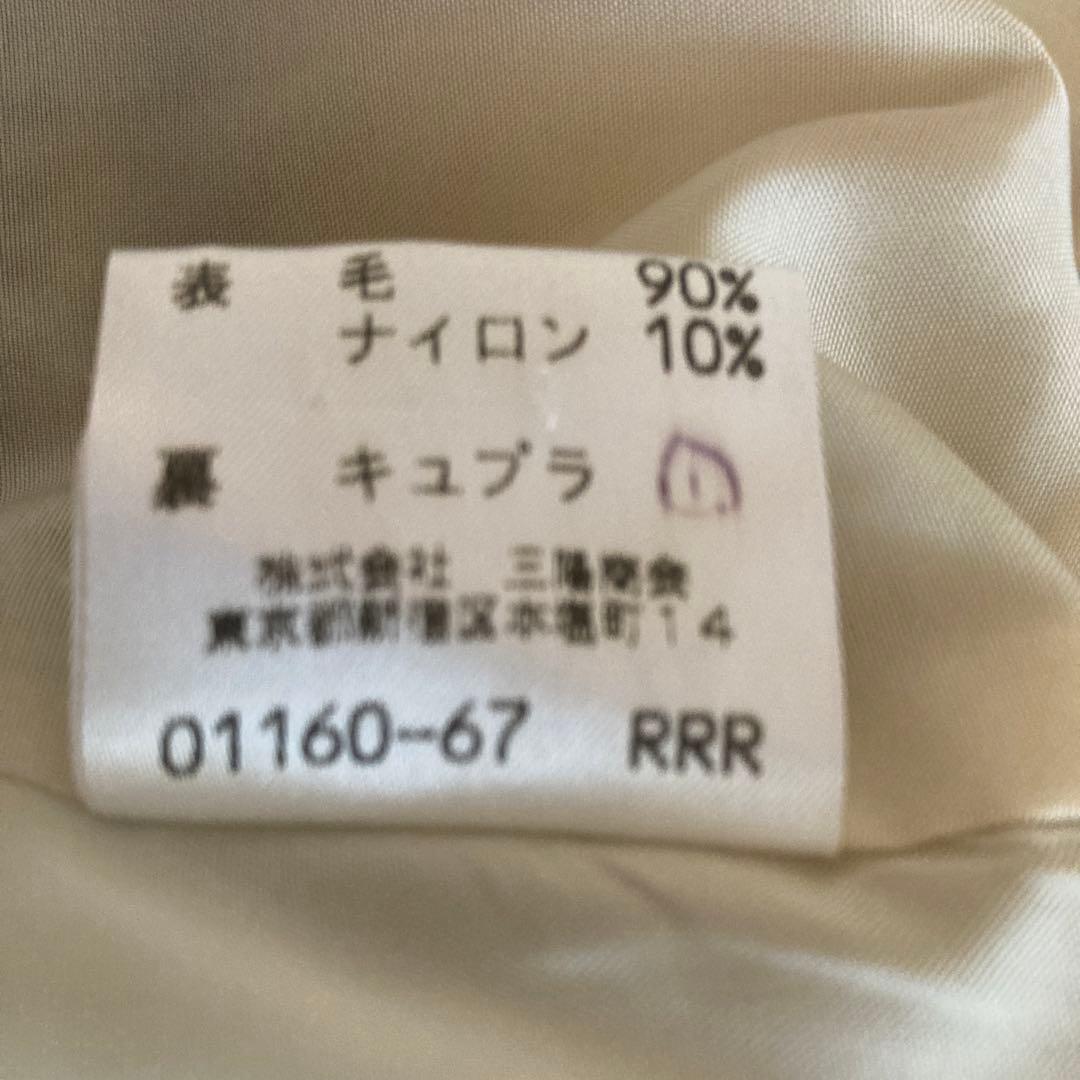 表 毛 90%
ナイロン 10%
裏 キュプラ
株式会社 三陽商会
東京都新宿区本塩町14
01160-67 RRR